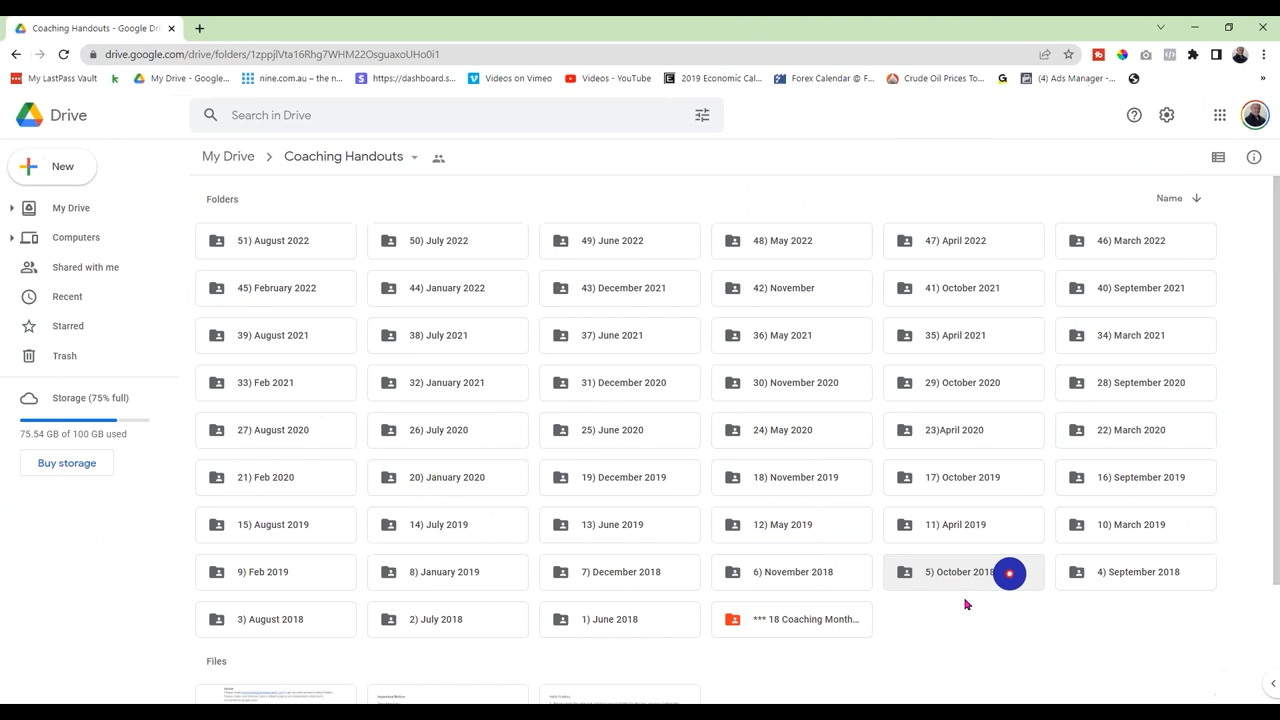 Coaching Handouts - Google Dri
drive.google.com/drive/folders/1zppjlVta16Rhg7WHM22OsguaxoUHo0i1
My LastPass Vault
My Drive - Google...
nine.com.au – the n...
https://dashboard.s...
Videos on Vimeo
Videos - YouTube
2019 Economic Cal...
Forex Calendar @ F...
Crude Oil Prices To...
(4) Ads Manager -...
Drive
Search in Drive
New
My Drive
Computers
Shared with me
Recent
Starred
Trash
Storage (75% full)
75.54 GB of 100 GB used
Buy storage
My Drive > Coaching Handouts
Folders
Name
51) August 2022
50) July 2022
49) June 2022
48) May 2022
47) April 2022
46) March 2022
45) February 2022
44) January 2022
43) December 2021
42) November
41) October 2021
40) September 2021
39) August 2021
38) July 2021
37) June 2021
36) May 2021
35) April 2021
34) March 2021
33) Feb 2021
32) January 2021
31) December 2020
30) November 2020
29) October 2020
28) September 2020
27) August 2020
26) July 2020
25) June 2020
24) May 2020
23)April 2020
22) March 2020
21) Feb 2020
20) January 2020
19) December 2019
18) November 2019
17) October 2019
16) September 2019
15) August 2019
14) July 2019
13) June 2019
12) May 2019
11) April 2019
10) March 2019
9) Feb 2019
8) January 2019
7) December 2018
6) November 2018
5) October 2018
4) September 2018
3) August 2018
2) July 2018
1) June 2018
*** 18 Coaching Month...
Files